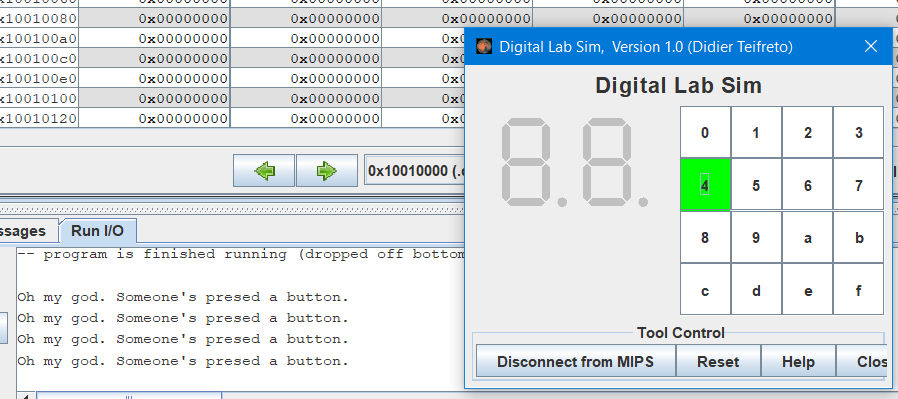 x10010080 0x00000000 0x00000000 0x00000000 0x00000000 0x00000000
x100100a0 0x00000000 0x00000000
x100100c0 0x00000000 0x00000000
x100100e0 0x00000000 0x00000000
x10010100 0x00000000 0x00000000
x10010120 0x00000000 0x00000000
0x10010000 (.d
ssages Run I/O
-- program is finished running (dropped off bottom
Oh my god. Someone's presed a button.
Oh my god. Someone's presed a button.
Oh my god. Someone's presed a button.
Oh my god. Someone's presed a button.
Digital Lab Sim, Version 1.0 (Didier Teifreto)
Digital Lab Sim
0 1 2 3
4 5 6 7
8 9 a b
c d e f
Tool Control
Disconnect from MIPS Reset Help Clos